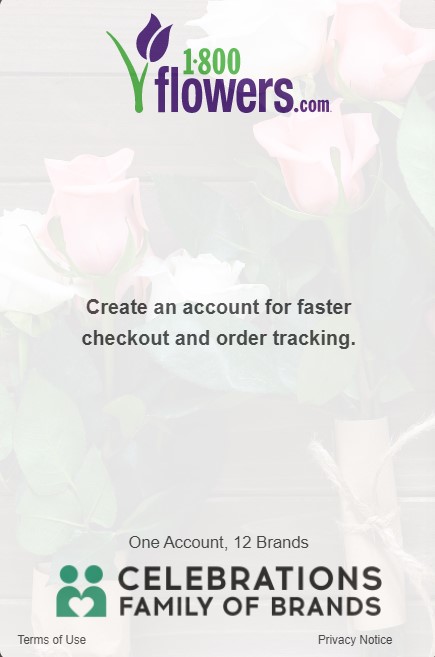 1·800
flowers.com
Create an account for faster
checkout and order tracking.
One Account, 12 Brands
CELEBRATIONS
FAMILY OF BRANDS
Terms of Use Privacy Notice